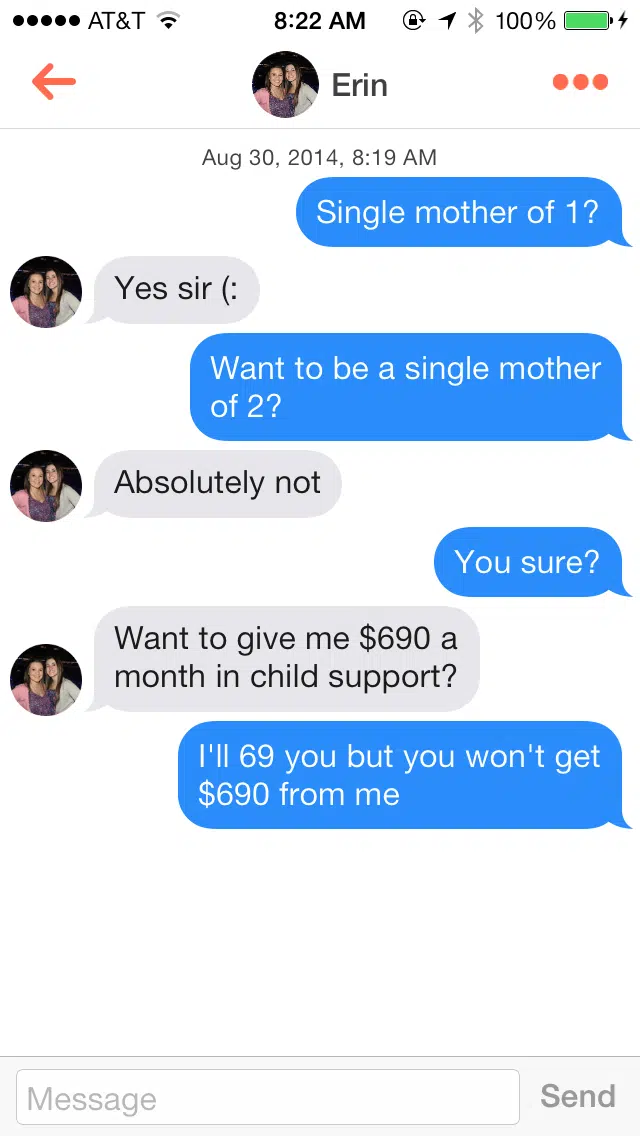 AT&T 8:22 AM 100%
Erin
Aug 30, 2014, 8:19 AM
Single mother of 1?
Yes sir (:
Want to be a single mother
of 2?
Absolutely not
You sure?
Want to give me $690 a
month in child support?
I'll 69 you but you won't get
$690 from me
Message Send